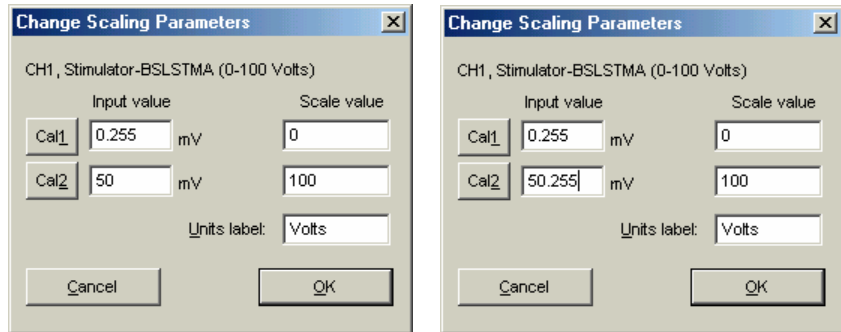 Change Scaling Parameters
CH1, Stimulator-BSLSTMA (0-100 Volts)
Input value Scale value
Cal1 0.255 mV 0
Cal2 50 mV 100
Units label: Volts
Cancel OK
Change Scaling Parameters
CH1, Stimulator-BSLSTMA (0-100 Volts)
Input value Scale value
Cal1 0.255 mV 0
Cal2 50.255 mV 100
Units label: Volts
Cancel OK